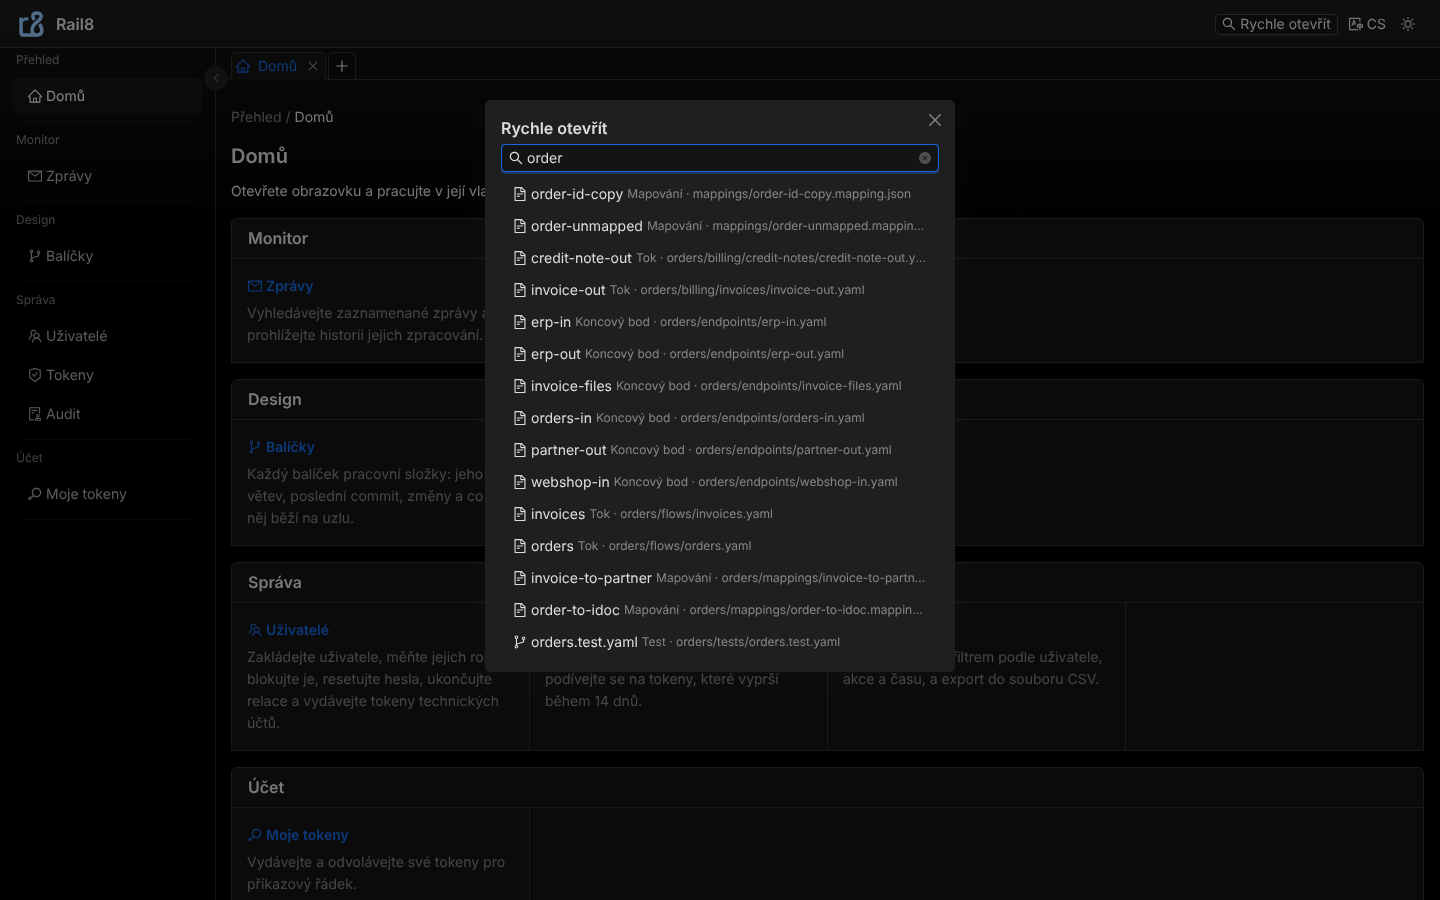 r8 Rail8
Rychle otevřít
CS
Přehled
Domů
Monitor
Zprávy
Design
Balíčky
Správa
Uživatelé
Tokeny
Audit
Účet
Moje tokeny
Domů
Přehled / Domů
Domů
Otevřete obrazovku a pracujte v její
Monitor
Zprávy
Vyhledávejte zaznamenané zprávy a
prohlížejte historii jejich zpracování.
Design
Balíčky
Každý balíček pracovní složky: jeho
větev, poslední commit, změny a co
něj běží na uzlu.
Správa
Uživatelé
Zakládejte uživatele, měňte jejich
blokujte je, resetujte hesla, ukončujte
relace a vydávejte tokeny technických
účtů.
podívejte se na tokeny, které vyprší
během 14 dnů.
filtrem podle uživatele,
akce a času, a export do souboru CSV.
Účet
Moje tokeny
Vydávejte a odvolávejte své tokeny pro
příkazový řádek.
Rychle otevřít
order
order-id-copy Mapování · mappings/order-id-copy.mapping.json
order-unmapped Mapování · mappings/order-unmapped.mappin...
credit-note-out Tok · orders/billing/credit-notes/credit-note-out.y...
invoice-out Tok · orders/billing/invoices/invoice-out.yaml
erp-in Koncový bod · orders/endpoints/erp-in.yaml
erp-out Koncový bod · orders/endpoints/erp-out.yaml
invoice-files Koncový bod · orders/endpoints/invoice-files.yaml
orders-in Koncový bod · orders/endpoints/orders-in.yaml
partner-out Koncový bod · orders/endpoints/partner-out.yaml
webshop-in Koncový bod · orders/endpoints/webshop-in.yaml
invoices Tok · orders/flows/invoices.yaml
orders Tok · orders/flows/orders.yaml
invoice-to-partner Mapování · orders/mappings/invoice-to-partn...
order-to-idoc Mapování · orders/mappings/order-to-idoc.mappin...
orders.test.yaml Test · orders/tests/orders.test.yaml